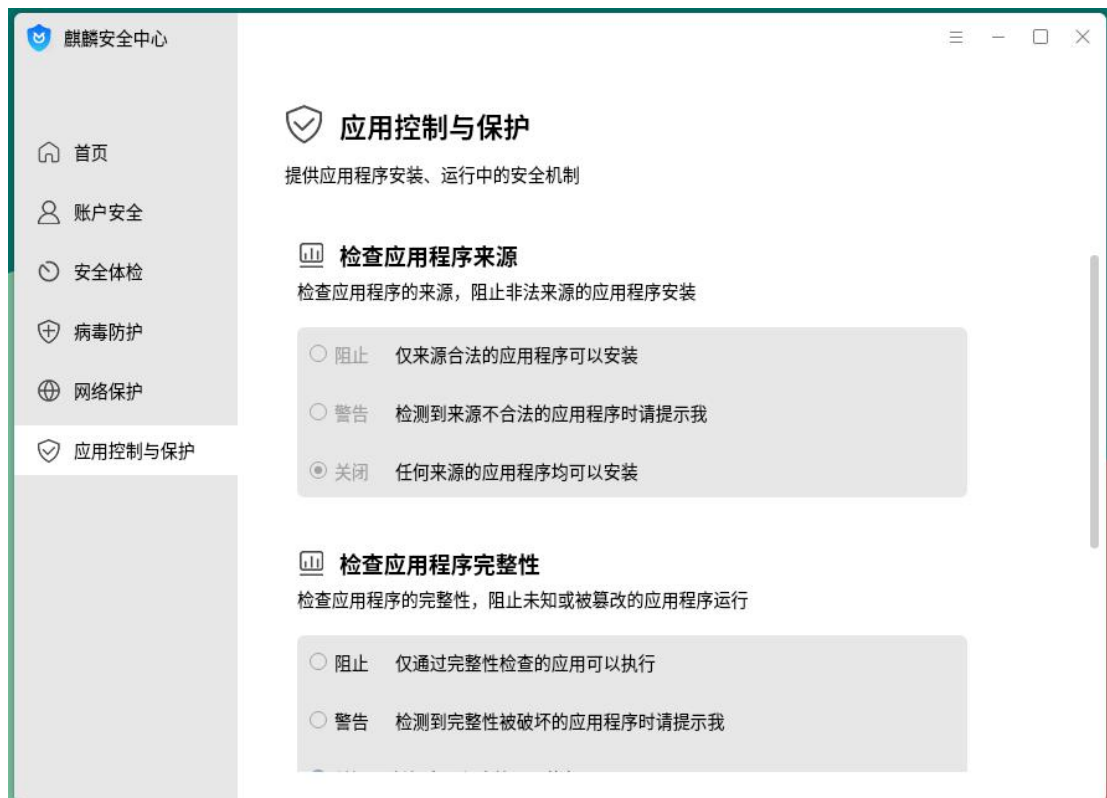 麒麟安全中心
首页
账户安全
安全体检
病毒防护
网络保护
应用控制与保护
应用控制与保护
提供应用程序安装、运行中的安全机制
检查应用程序来源
检查应用程序的来源，阻止非法来源的应用程序安装
阻止 仅来源合法的应用程序可以安装
警告 检测到来源不合法的应用程序时请提示我
关闭 任何来源的应用程序均可以安装
检查应用程序完整性
检查应用程序的完整性，阻止未知或被篡改的应用程序运行
阻止 仅通过完整性检查的应用可以执行
警告 检测到完整性被破坏的应用程序时请提示我